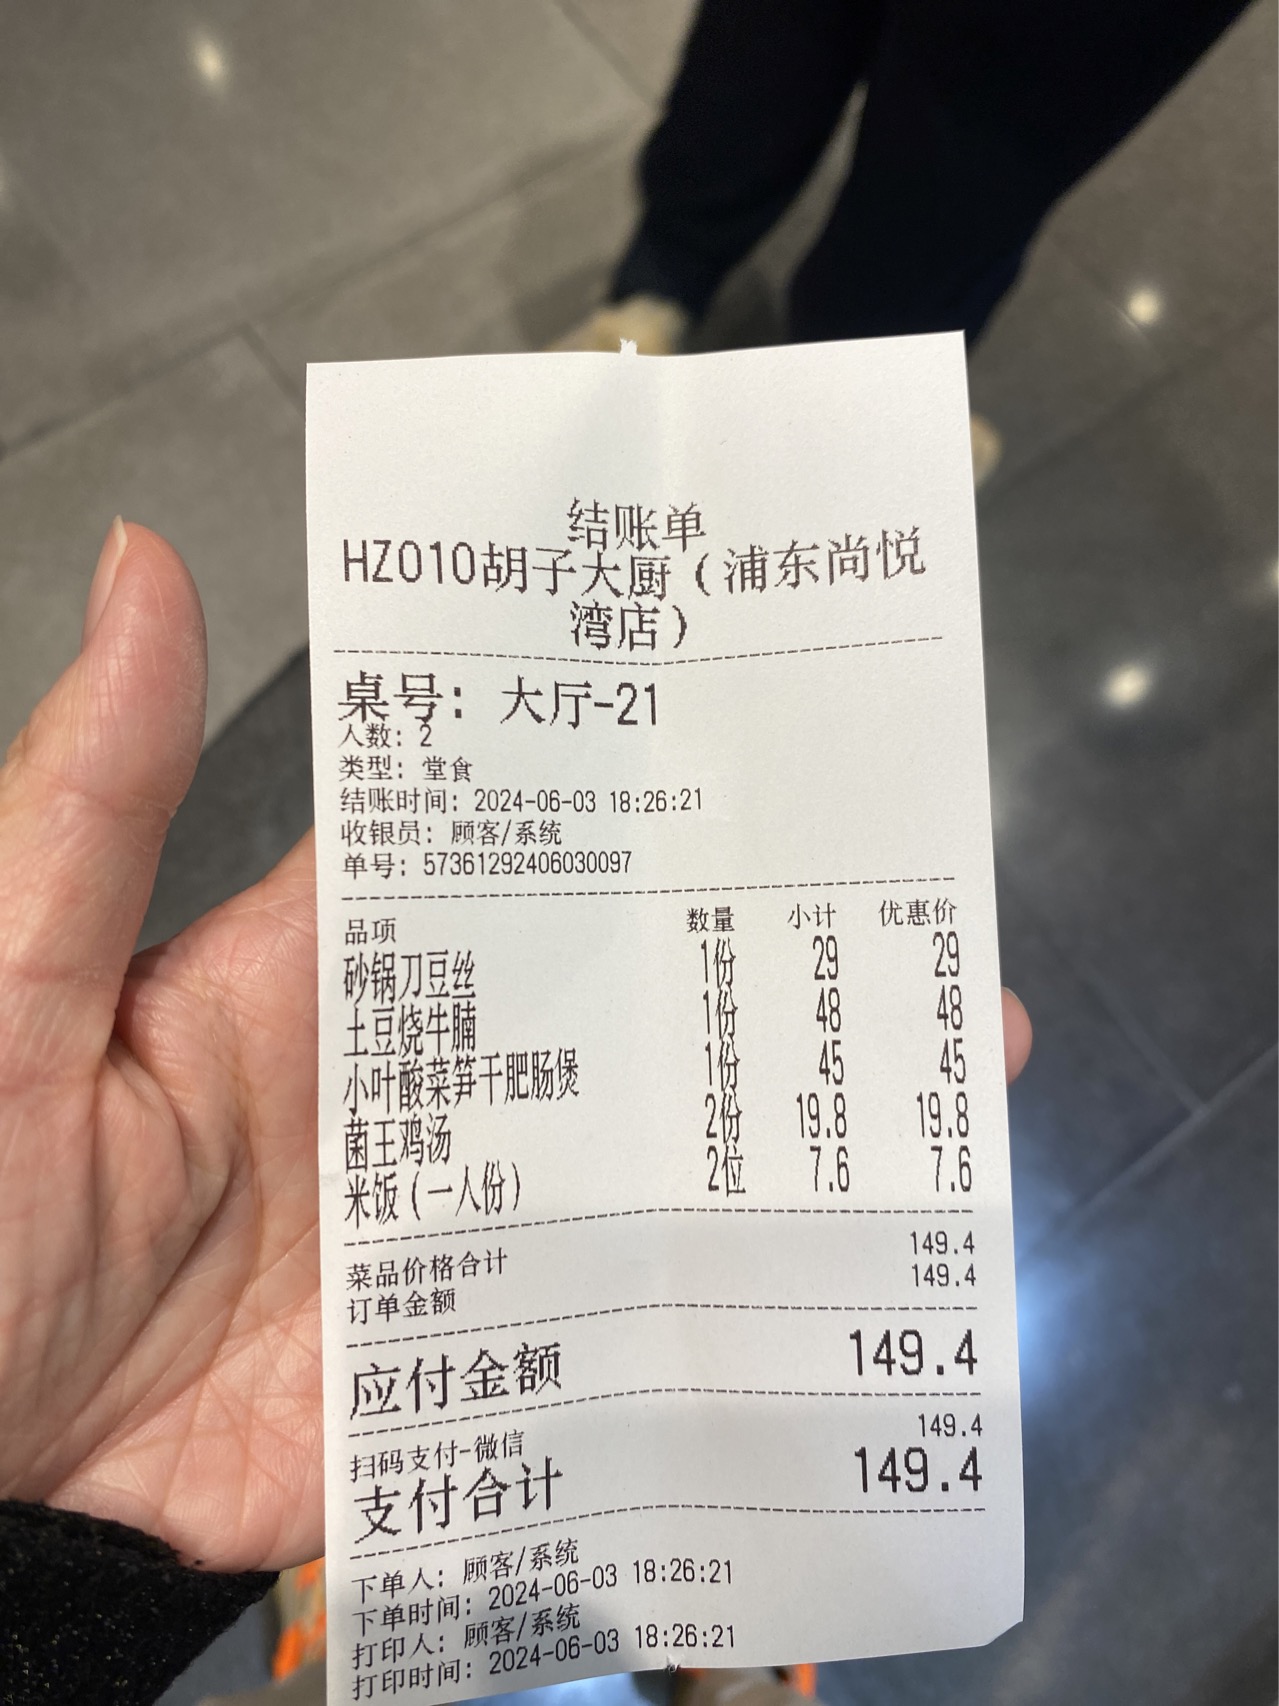 结账单
HZ010胡子大厨（浦东尚悦
湾店）
桌号：大厅-21
人数：2
类型：堂食
结账时间：2024-06-03 18:26:21
收银员：顾客/系统
单号：573612924060300​97
品项 数量 小计 优惠价
砂锅刀豆丝 1份 29 29
土豆烧牛腩 1份 48 48
小叶酸菜笋干肥肠煲 1份 45 45
菌王鸡汤 2份 19.8 19.8
米饭（一人份） 2位 7.6 7.6
菜品价格合计 149.4
订单金额 149.4
应付金额 149.4
扫码支付-微信 149.4
支付合计 149.4
下单人：顾客/系统
下单时间：2024-06-03 18:26:21
打印人：顾客/系统
打印时间：2024-06-03 18:26:21